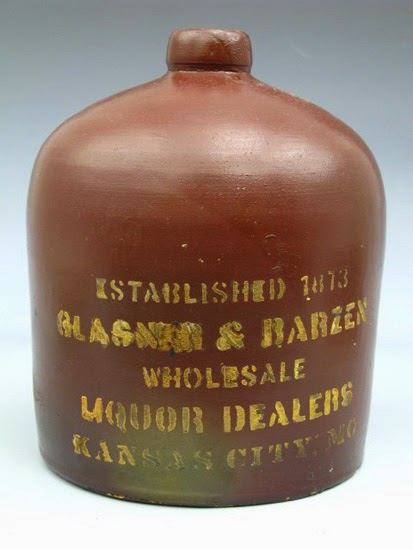 ESTABLISHED 1873
GLASNER & BARZEN
WHOLESALE
LIQUOR DEALERS
KANSAS CITY, MO